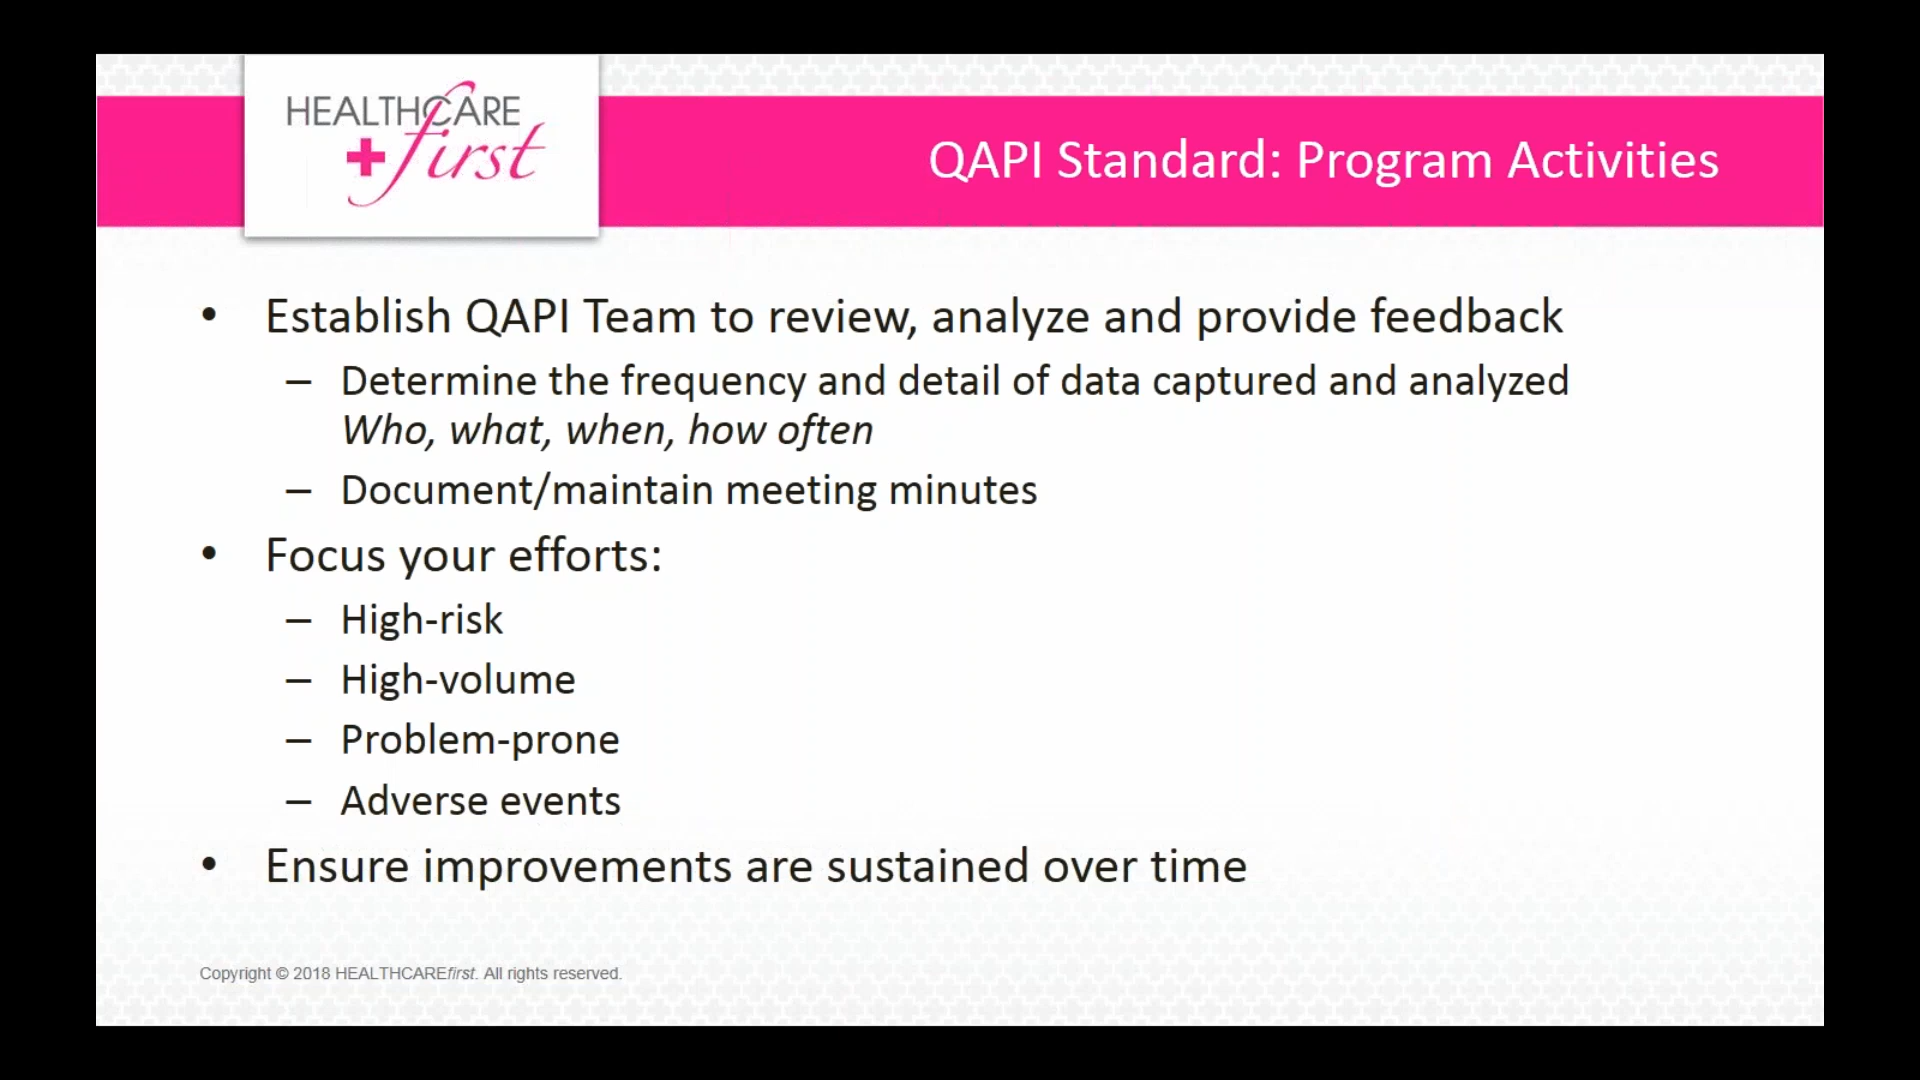 HEALTHCARE
+first
QAPI Standard: Program Activities
• Establish QAPI Team to review, analyze and provide feedback
– Determine the frequency and detail of data captured and analyzed
Who, what, when, how often
– Document/maintain meeting minutes
• Focus your efforts:
– High-risk
– High-volume
– Problem-prone
– Adverse events
• Ensure improvements are sustained over time
Copyright © 2018 HEALTHCAREfirst. All rights reserved.